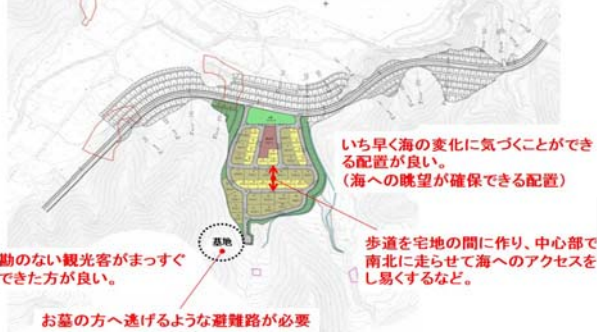 いち早く海の変化に気づくことができ
る配置が良い。
（海への眺望が確保できる配置）
墓地
歩道を宅地の間に作り、中心部で
南北に走らせて海へのアクセスを
し易くするなど。
勘のない観光客がまっすぐ
できた方が良い。
お墓の方へ逃げるような避難路が必要